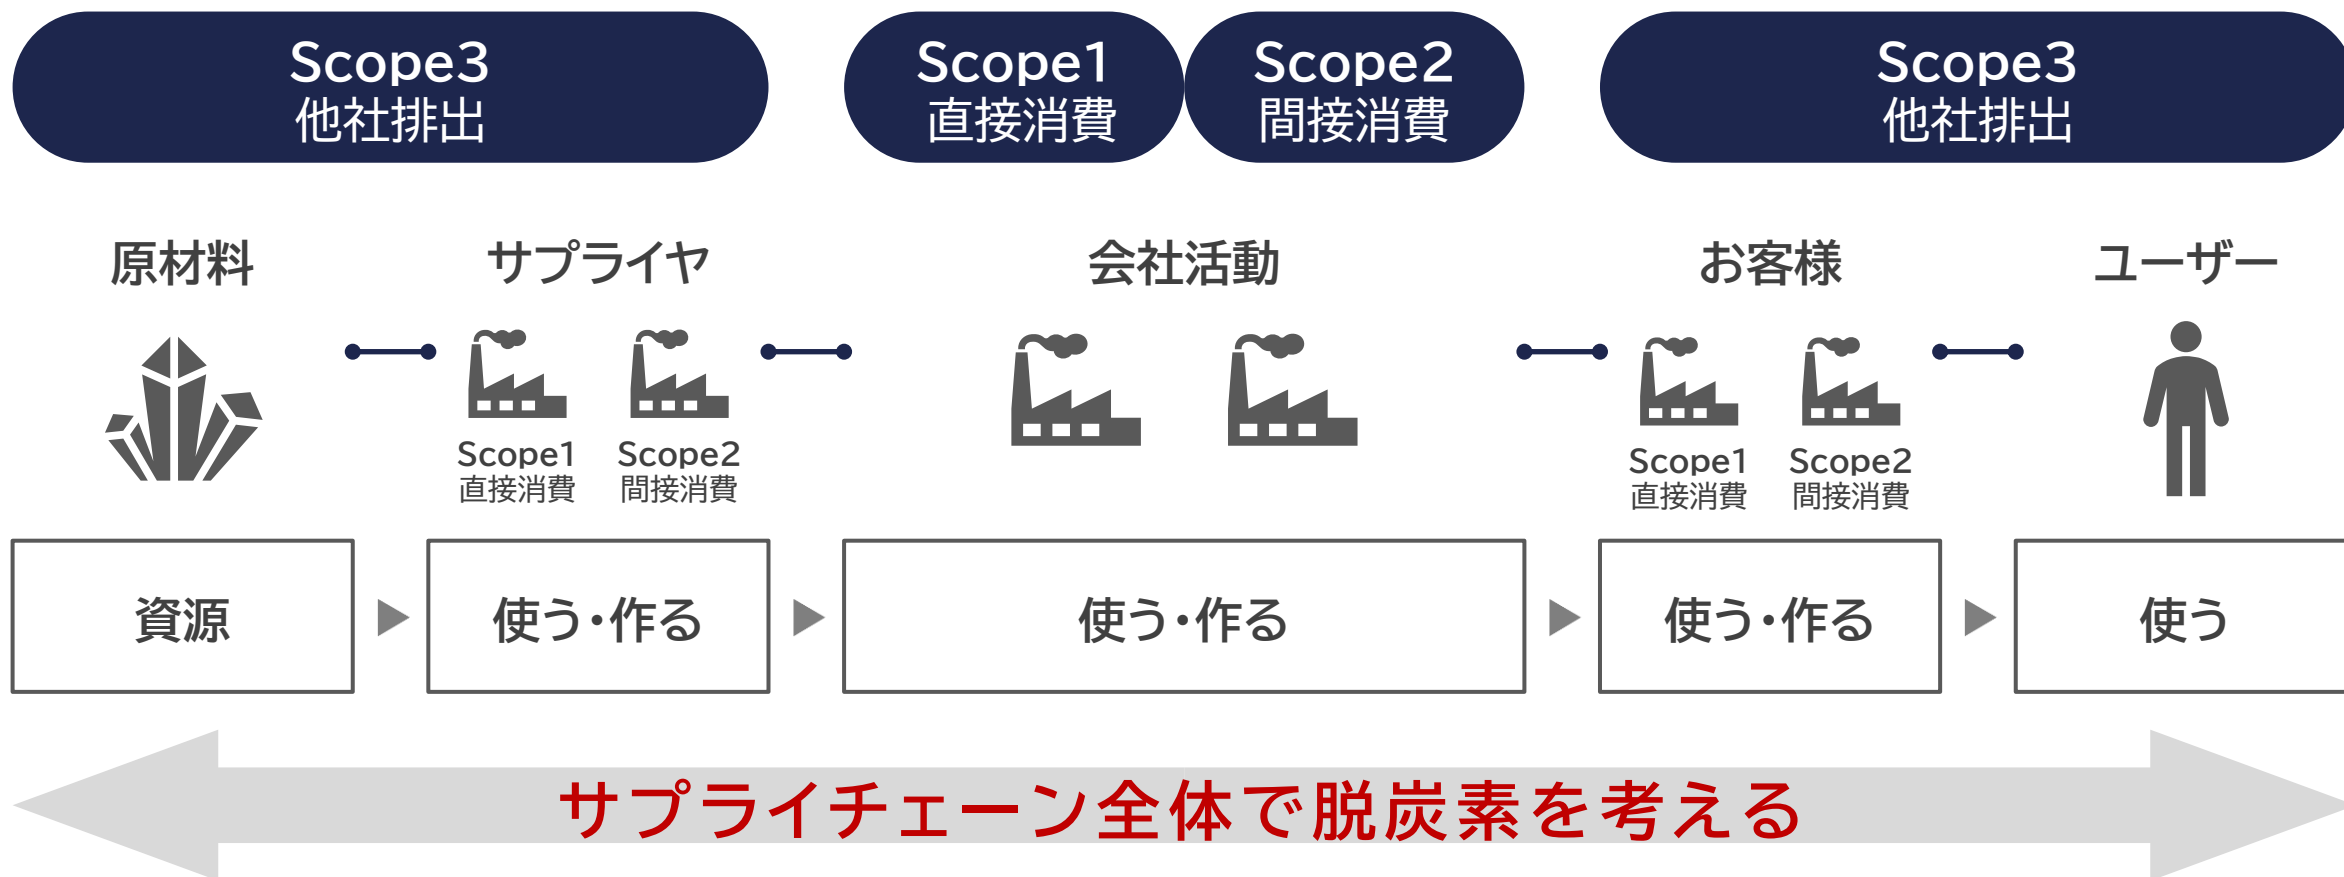 Scope3
他社排出
Scope1
直接消費
Scope2
間接消費
Scope3
他社排出
原材料
サプライヤ
会社活動
お客様
ユーザー
Scope1
直接消費
Scope2
間接消費
Scope1
直接消費
Scope2
間接消費
資源
使う・作る
使う・作る
使う・作る
使う
サプライチェーン全体で脱炭素を考える